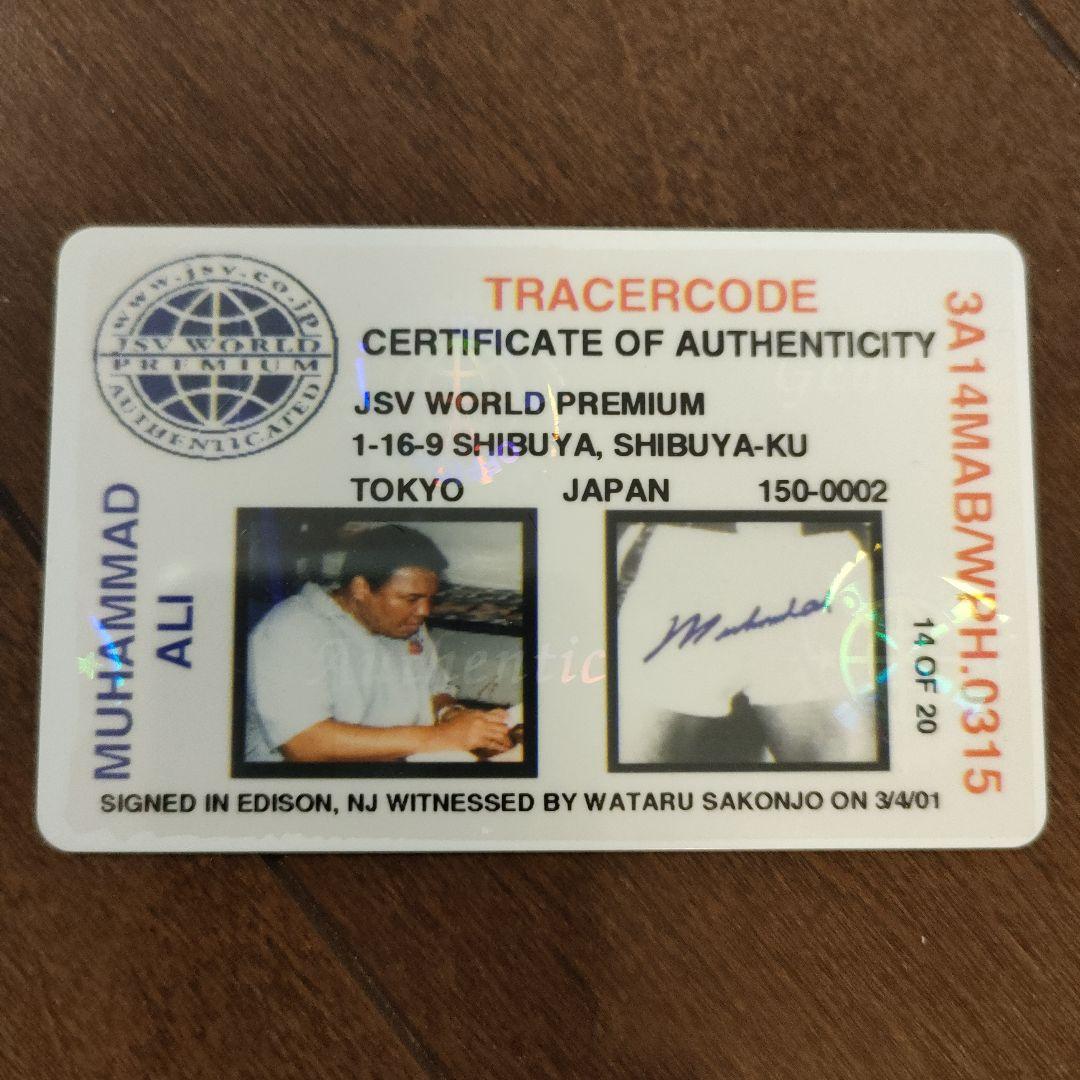 www.jsv.co.jp
JSV WORLD
PREMIUM
AUTHENTICATED
TRACERCODE
CERTIFICATE OF AUTHENTICITY
JSV WORLD PREMIUM
1-16-9 SHIBUYA, SHIBUYA-KU
TOKYO JAPAN 150-0002
MUHAMMAD
ALI
Authentic
Muhammad
14 OF 20
3A14MAB/WPH.0315
SIGNED IN EDISON, NJ WITNESSED BY WATARU SAKONJO ON 3/4/01